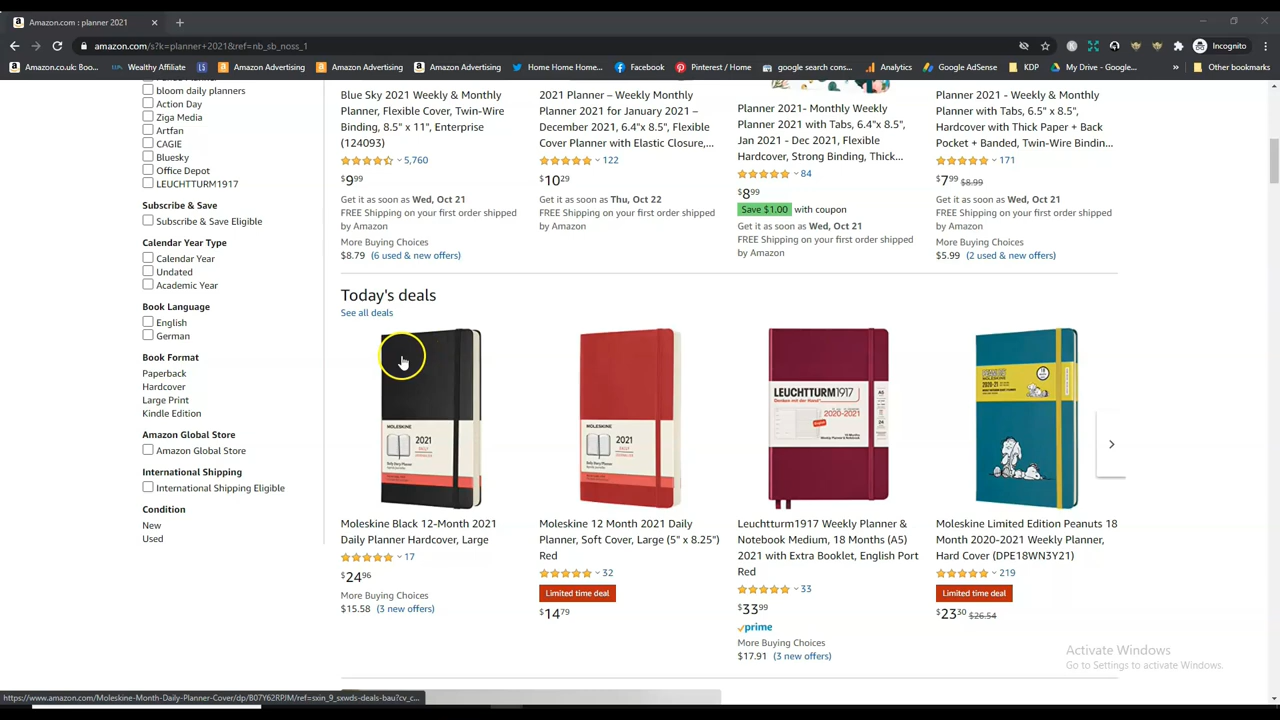 Amazon.com : planner 2021
amazon.com/s?k=planner+2021&ref=nb_sb_noss_1
Incognito
Amazon.co.uk: Boo...
Wealthy Affiliate
LS
Amazon Advertising
Amazon Advertising
Amazon Advertising
Home Home Home...
Facebook
Pinterest / Home
google search cons...
Analytics
Google AdSense
KDP
My Drive - Google...
»
Other bookmarks
bloom daily planners
Action Day
Ziga Media
Artfan
CAGIE
Bluesky
Office Depot
LEUCHTTURM1917
Subscribe & Save
Subscribe & Save Eligible
Calendar Year Type
Calendar Year
Undated
Academic Year
Book Language
English
German
Book Format
Paperback
Hardcover
Large Print
Kindle Edition
Amazon Global Store
Amazon Global Store
International Shipping
International Shipping Eligible
Condition
New
Used
Blue Sky 2021 Weekly & Monthly
Planner, Flexible Cover, Twin-Wire
Binding, 8.5" x 11", Enterprise
(124093)
5,760
$9.99
Get it as soon as Wed, Oct 21
FREE Shipping on your first order shipped
by Amazon
More Buying Choices
$8.79 (6 used & new offers)
2021 Planner – Weekly Monthly
Planner 2021 for January 2021 –
December 2021, 6.4"x 8.5", Flexible
Cover Planner with Elastic Closure,...
122
$10.29
Get it as soon as Thu, Oct 22
FREE Shipping on your first order shipped
by Amazon
Planner 2021- Monthly Weekly
Planner 2021 with Tabs, 6.4"x 8.5",
Jan 2021 - Dec 2021, Flexible
Hardcover, Strong Binding, Thick...
84
$8.99
Save $1.00 with coupon
Get it as soon as Wed, Oct 21
FREE Shipping on your first order shipped
by Amazon
Planner 2021 - Weekly & Monthly
Planner with Tabs, 6.5" x 8.5",
Hardcover with Thick Paper + Back
Pocket + Banded, Twin-Wire Bindin...
171
$7.99 $8.99
Get it as soon as Wed, Oct 21
FREE Shipping on your first order shipped
by Amazon
More Buying Choices
$5.99 (2 used & new offers)
Today's deals
See all deals
MOLESKINE
2021
MOLESKINE
2021
LEUCHTTURM1917
Denken mit der Hand
2020-2021
MOLESKINE
2020-21
Moleskine Black 12-Month 2021
Daily Planner Hardcover, Large
17
$24.96
More Buying Choices
$15.58 (3 new offers)
Moleskine 12 Month 2021 Daily
Planner, Soft Cover, Large (5" x 8.25")
Red
32
Limited time deal
$14.79
Leuchtturm1917 Weekly Planner &
Notebook Medium, 18 Months (A5)
2021 with Extra Booklet, English Port
Red
33
$33.99
prime
More Buying Choices
$17.91 (3 new offers)
Moleskine Limited Edition Peanuts 18
Month 2020-2021 Weekly Planner,
Hard Cover (DPE18WN3Y21)
219
Limited time deal
$23.30 $26.54
Activate Windows
Go to Settings to activate Windows.
https://www.amazon.com/Moleskine-Month-Daily-Planner-Cover/dp/B07Y62RPJM/ref=sxin_9_sxwds-deals-bau?cv_c...